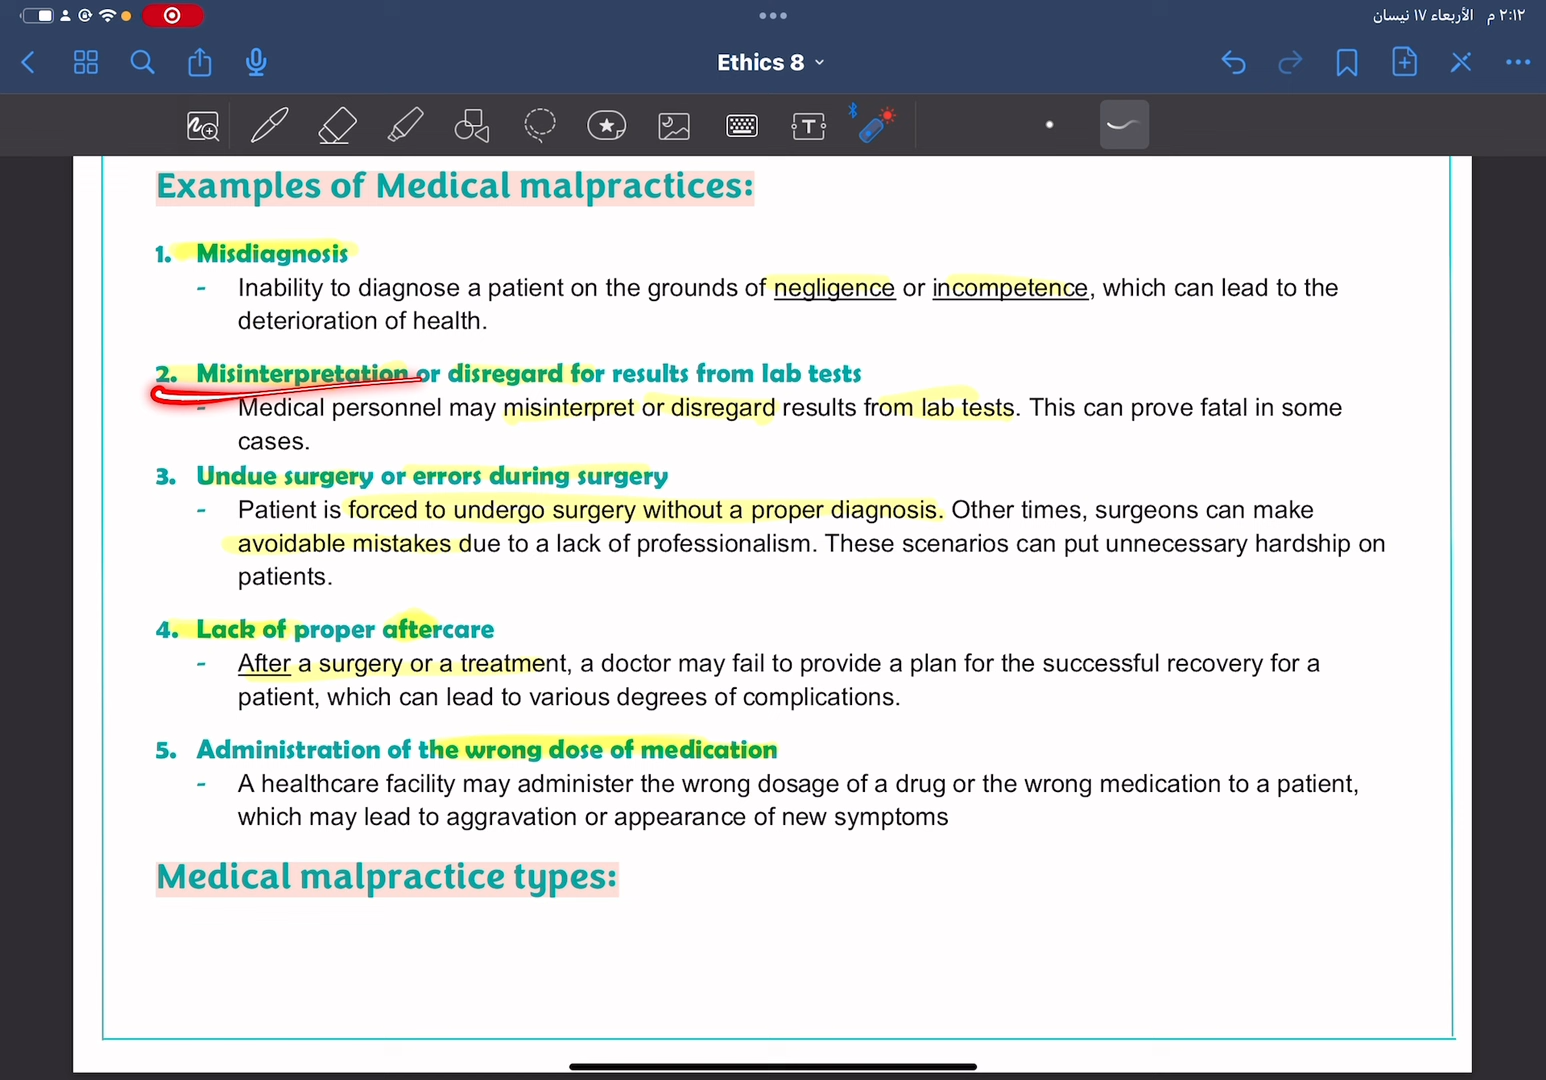 ٢:١٢ م الأربعاء ١٧ نيسان
Ethics 8
Examples of Medical malpractices:
1. Misdiagnosis
- Inability to diagnose a patient on the grounds of negligence or incompetence, which can lead to the
deterioration of health.
2. Misinterpretation or disregard for results from lab tests
- Medical personnel may misinterpret or disregard results from lab tests. This can prove fatal in some
cases.
3. Undue surgery or errors during surgery
- Patient is forced to undergo surgery without a proper diagnosis. Other times, surgeons can make
avoidable mistakes due to a lack of professionalism. These scenarios can put unnecessary hardship on
patients.
4. Lack of proper aftercare
- After a surgery or a treatment, a doctor may fail to provide a plan for the successful recovery for a
patient, which can lead to various degrees of complications.
5. Administration of the wrong dose of medication
- A healthcare facility may administer the wrong dosage of a drug or the wrong medication to a patient,
which may lead to aggravation or appearance of new symptoms
Medical malpractice types: